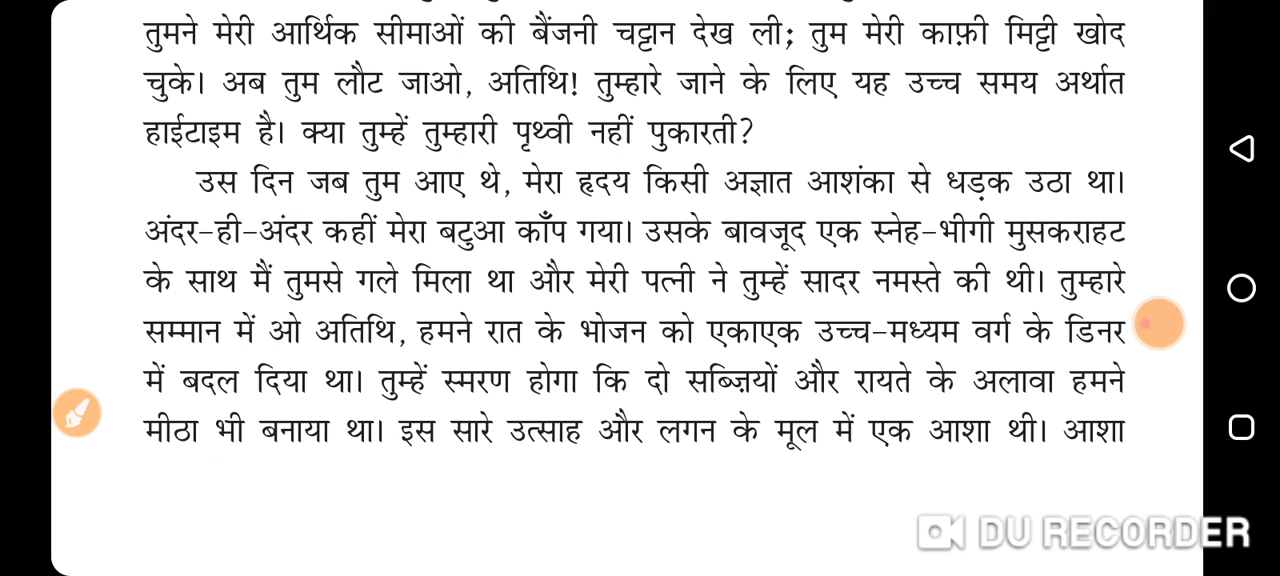 तुमने मेरी आर्थिक सीमाओं की बैंजनी चट्टान देख ली; तुम मेरी काफ़ी मिट्टी खोद
चुके। अब तुम लौट जाओ, अतिथि! तुम्हारे जाने के लिए यह उच्च समय अर्थात
हाईटाइम है। क्या तुम्हें तुम्हारी पृथ्वी नहीं पुकारती?
उस दिन जब तुम आए थे, मेरा हृदय किसी अज्ञात आशंका से धड़क उठा था।
अंदर-ही-अंदर कहीं मेरा बटुआ काँप गया। उसके बावजूद एक स्नेह-भीगी मुसकराहट
के साथ मैं तुमसे गले मिला था और मेरी पत्नी ने तुम्हें सादर नमस्ते की थी। तुम्हारे
सम्मान में ओ अतिथि, हमने रात के भोजन को एकाएक उच्च-मध्यम वर्ग के डिनर
में बदल दिया था। तुम्हें स्मरण होगा कि दो सब्ज़ियों और रायते के अलावा हमने
मीठा भी बनाया था। इस सारे उत्साह और लगन के मूल में एक आशा थी। आशा
DU RECORDER